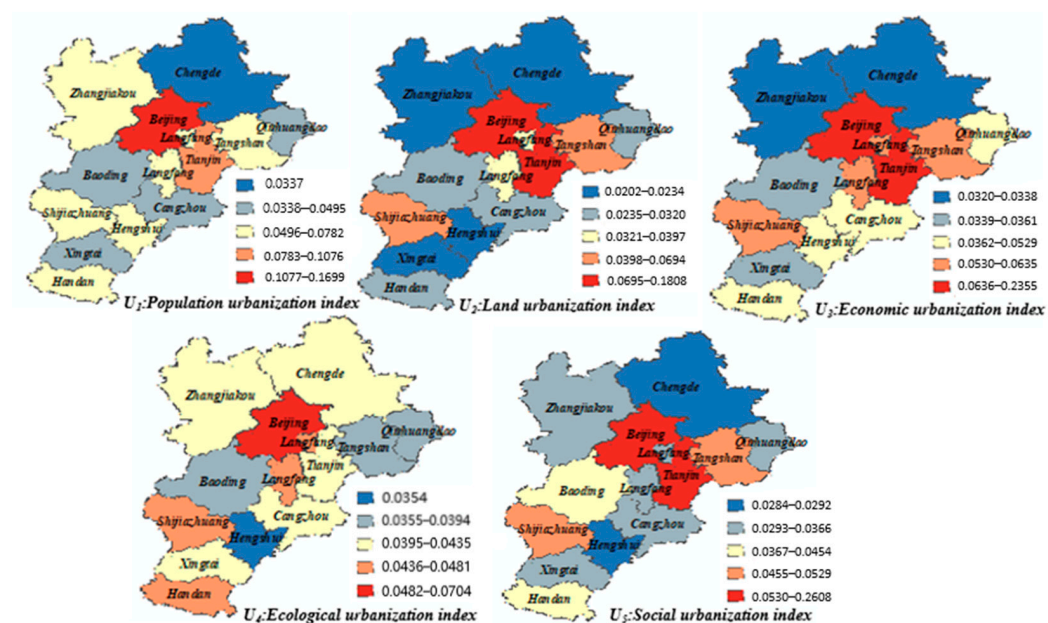 Chengde
Zhangjiakou
Beijing
Langfang
Qinhuangdao
Tangshan
Tianjin
Baoding
Langfang
Cangzhou
Shijiazhuang
Hengshui
Xingtai
Handan
0.0337
0.0338–0.0495
0.0496–0.0782
0.0783–0.1076
0.1077–0.1699
U1:Population urbanization index
Chengde
Zhangjiakou
Beijing
Langfang
Qinhuangdao
Tangshan
Tianjin
Baoding
Langfang
Cangzhou
Shijiazhuang
Hengshui
Xingtai
Handan
0.0202–0.0234
0.0235–0.0320
0.0321–0.0397
0.0398–0.0694
0.0695–0.1808
U2:Land urbanization index
Chengde
Zhangjiakou
Beijing
Langfang
Qinhuangdao
Tangshan
Tianjin
Baoding
Langfang
Cangzhou
Shijiazhuang
Hengshui
Xingtai
Handan
0.0320–0.0338
0.0339–0.0361
0.0362–0.0529
0.0530–0.0635
0.0636–0.2355
U3:Economic urbanization index
Chengde
Zhangjiakou
Beijing
Langfang
Qinhuangdao
Tangshan
Tianjin
Baoding
Langfang
Cangzhou
Shijiazhuang
Hengshui
Xingtai
Handan
0.0354
0.0355–0.0394
0.0395–0.0435
0.0436–0.0481
0.0482–0.0704
U4:Ecological urbanization index
Chengde
Zhangjiakou
Beijing
Langfang
Qinhuangdao
Tangshan
Tianjin
Baoding
Langfang
Cangzhou
Shijiazhuang
Hengshui
Xingtai
Handan
0.0284–0.0292
0.0293–0.0366
0.0367–0.0454
0.0455–0.0529
0.0530–0.2608
U5:Social urbanization index